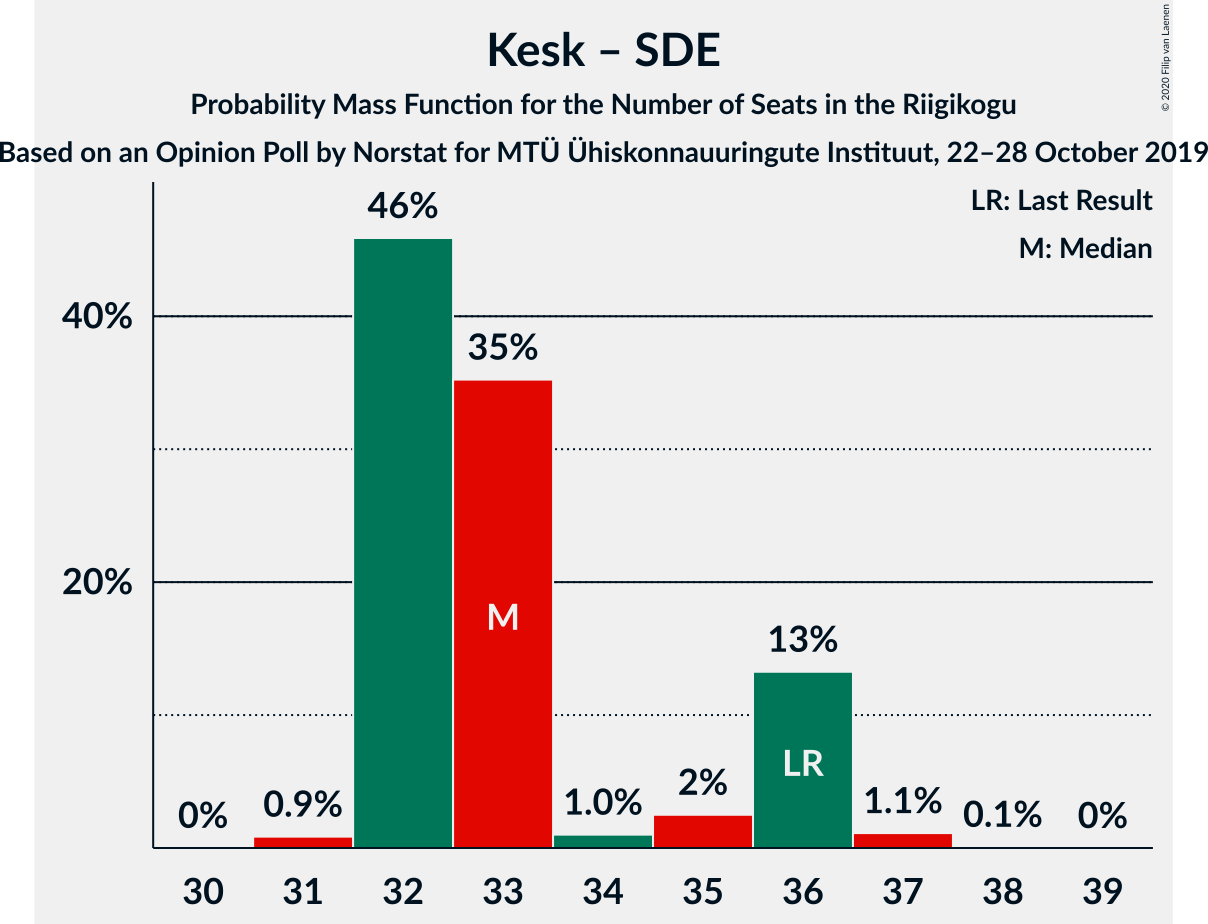 Kesk – SDE
Probability Mass Function for the Number of Seats in the Riigikogu
Based on an Opinion Poll by Norstat for MTÜ Ühiskonnauuringute Instituut, 22–28 October 2019
© 2020 Filip van Laenen
LR: Last Result
M: Median
46%
40%
35%
20%
M
13%
LR
0%
0.9%
1.0%
2%
1.1%
0.1%
0%
30 31 32 33 34 35 36 37 38 39